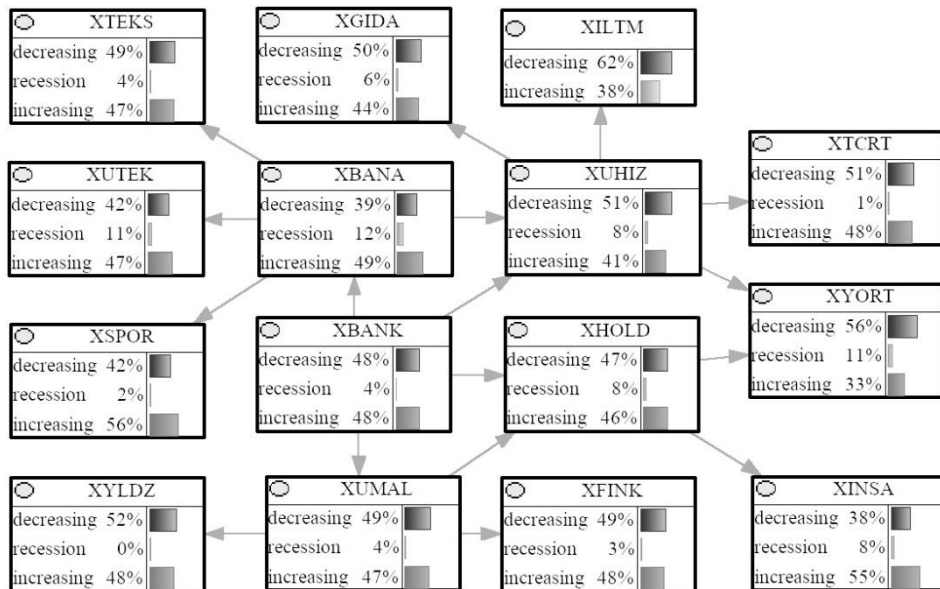 XTEKS
decreasing 49%
recession 4%
increasing 47%
XGIDA
decreasing 50%
recession 6%
increasing 44%
XILTM
decreasing 62%
increasing 38%
XUTEK
decreasing 42%
recession 11%
increasing 47%
XBANA
decreasing 39%
recession 12%
increasing 49%
XUHIZ
decreasing 51%
recession 8%
increasing 41%
XTCRT
decreasing 51%
recession 1%
increasing 48%
XSPOR
decreasing 42%
recession 2%
increasing 56%
XBANK
decreasing 48%
recession 4%
increasing 48%
XHOLD
decreasing 47%
recession 8%
increasing 46%
XYORT
decreasing 56%
recession 11%
increasing 33%
XYLDZ
decreasing 52%
recession 0%
increasing 48%
XUMAL
decreasing 49%
recession 4%
increasing 47%
XFINK
decreasing 49%
recession 3%
increasing 48%
XINSA
decreasing 38%
recession 8%
increasing 55%